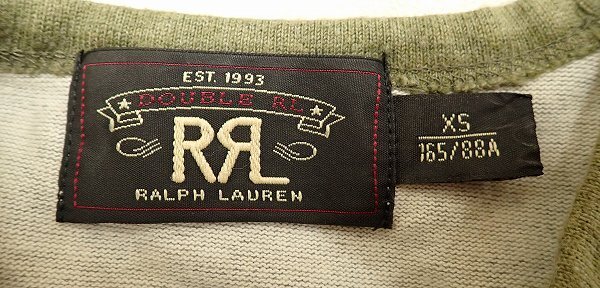 EST. 1993
DOUBLE RL
RRL
RALPH LAUREN
XS
165/88A